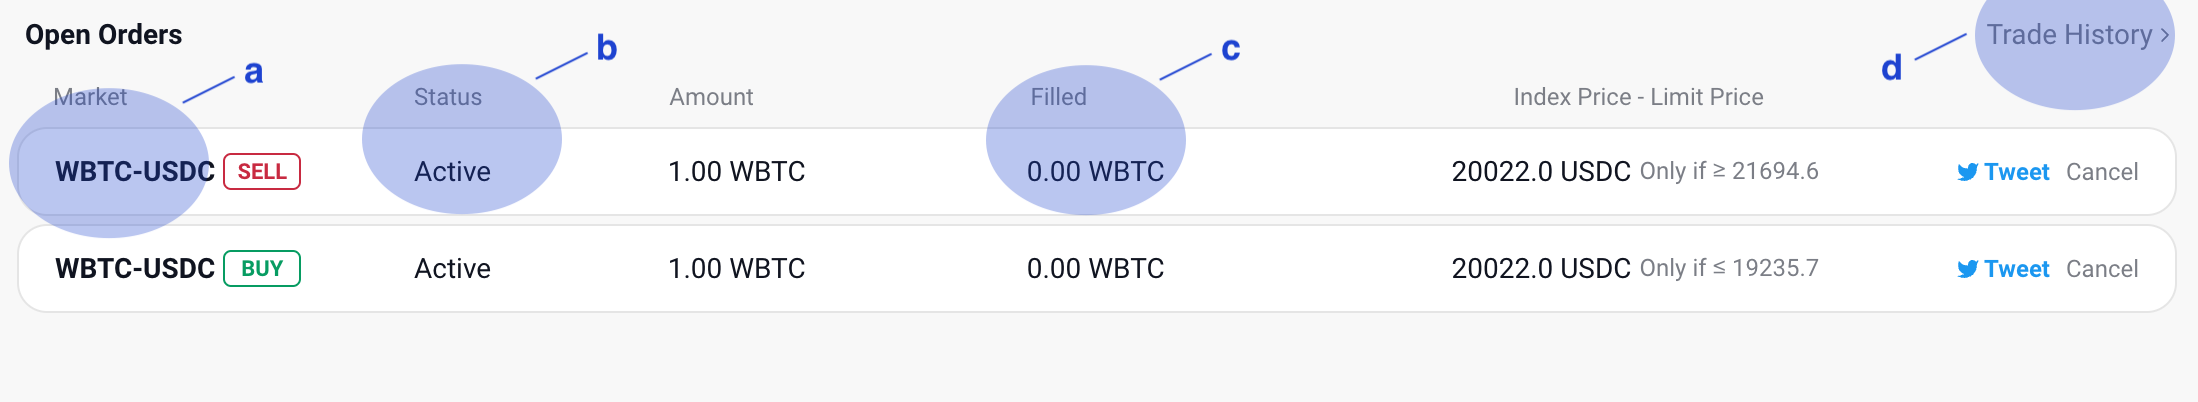 Open Orders
Trade History >
a
b
c
d
Market Status Amount Filled Index Price - Limit Price
WBTC-USDC SELL Active 1.00 WBTC 0.00 WBTC 20022.0 USDC Only if ≥ 21694.6 Tweet Cancel
WBTC-USDC BUY Active 1.00 WBTC 0.00 WBTC 20022.0 USDC Only if ≤ 19235.7 Tweet Cancel